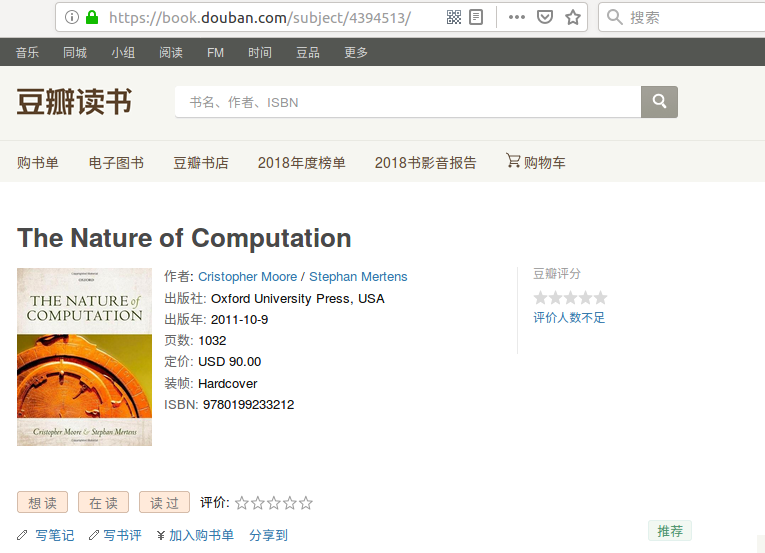 https://book.douban.com/subject/4394513/ 搜索
音乐 同城 小组 阅读 FM 时间 豆品 更多
豆瓣读书 书名、作者、ISBN
购书单 电子图书 豆瓣书店 2018年度榜单 2018书影音报告 购物车
The Nature of Computation
THE NATURE of
COMPUTATION
Cristopher Moore & Stephan Mertens
作者: Cristopher Moore / Stephan Mertens
出版社: Oxford University Press, USA
出版年: 2011-10-9
页数: 1032
定价: USD 90.00
装帧: Hardcover
ISBN: 9780199233212
豆瓣评分
评价人数不足
想读 在读 读过 评价:
写笔记 写书评 ¥ 加入购书单 分享到
推荐